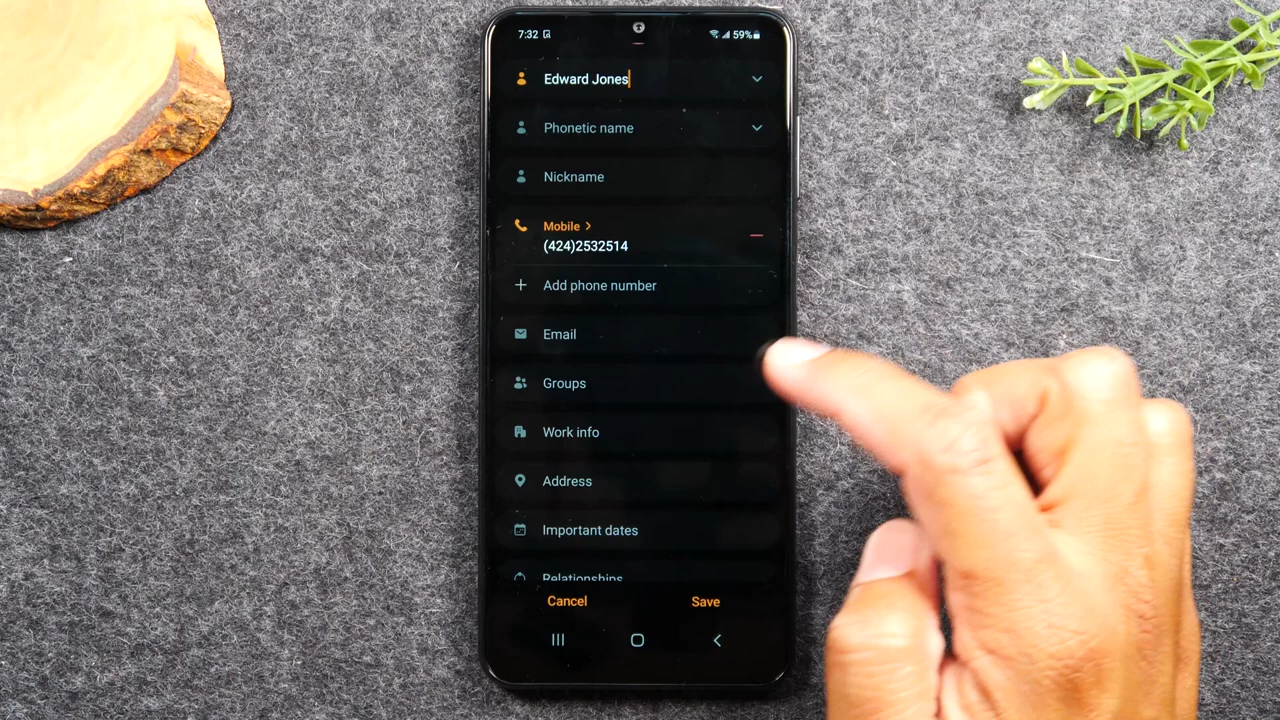 7:32
59%
Edward Jones
Phonetic name
Nickname
Mobile >
(424)2532514
Add phone number
Email
Groups
Work info
Address
Important dates
Relationships
Cancel
Save